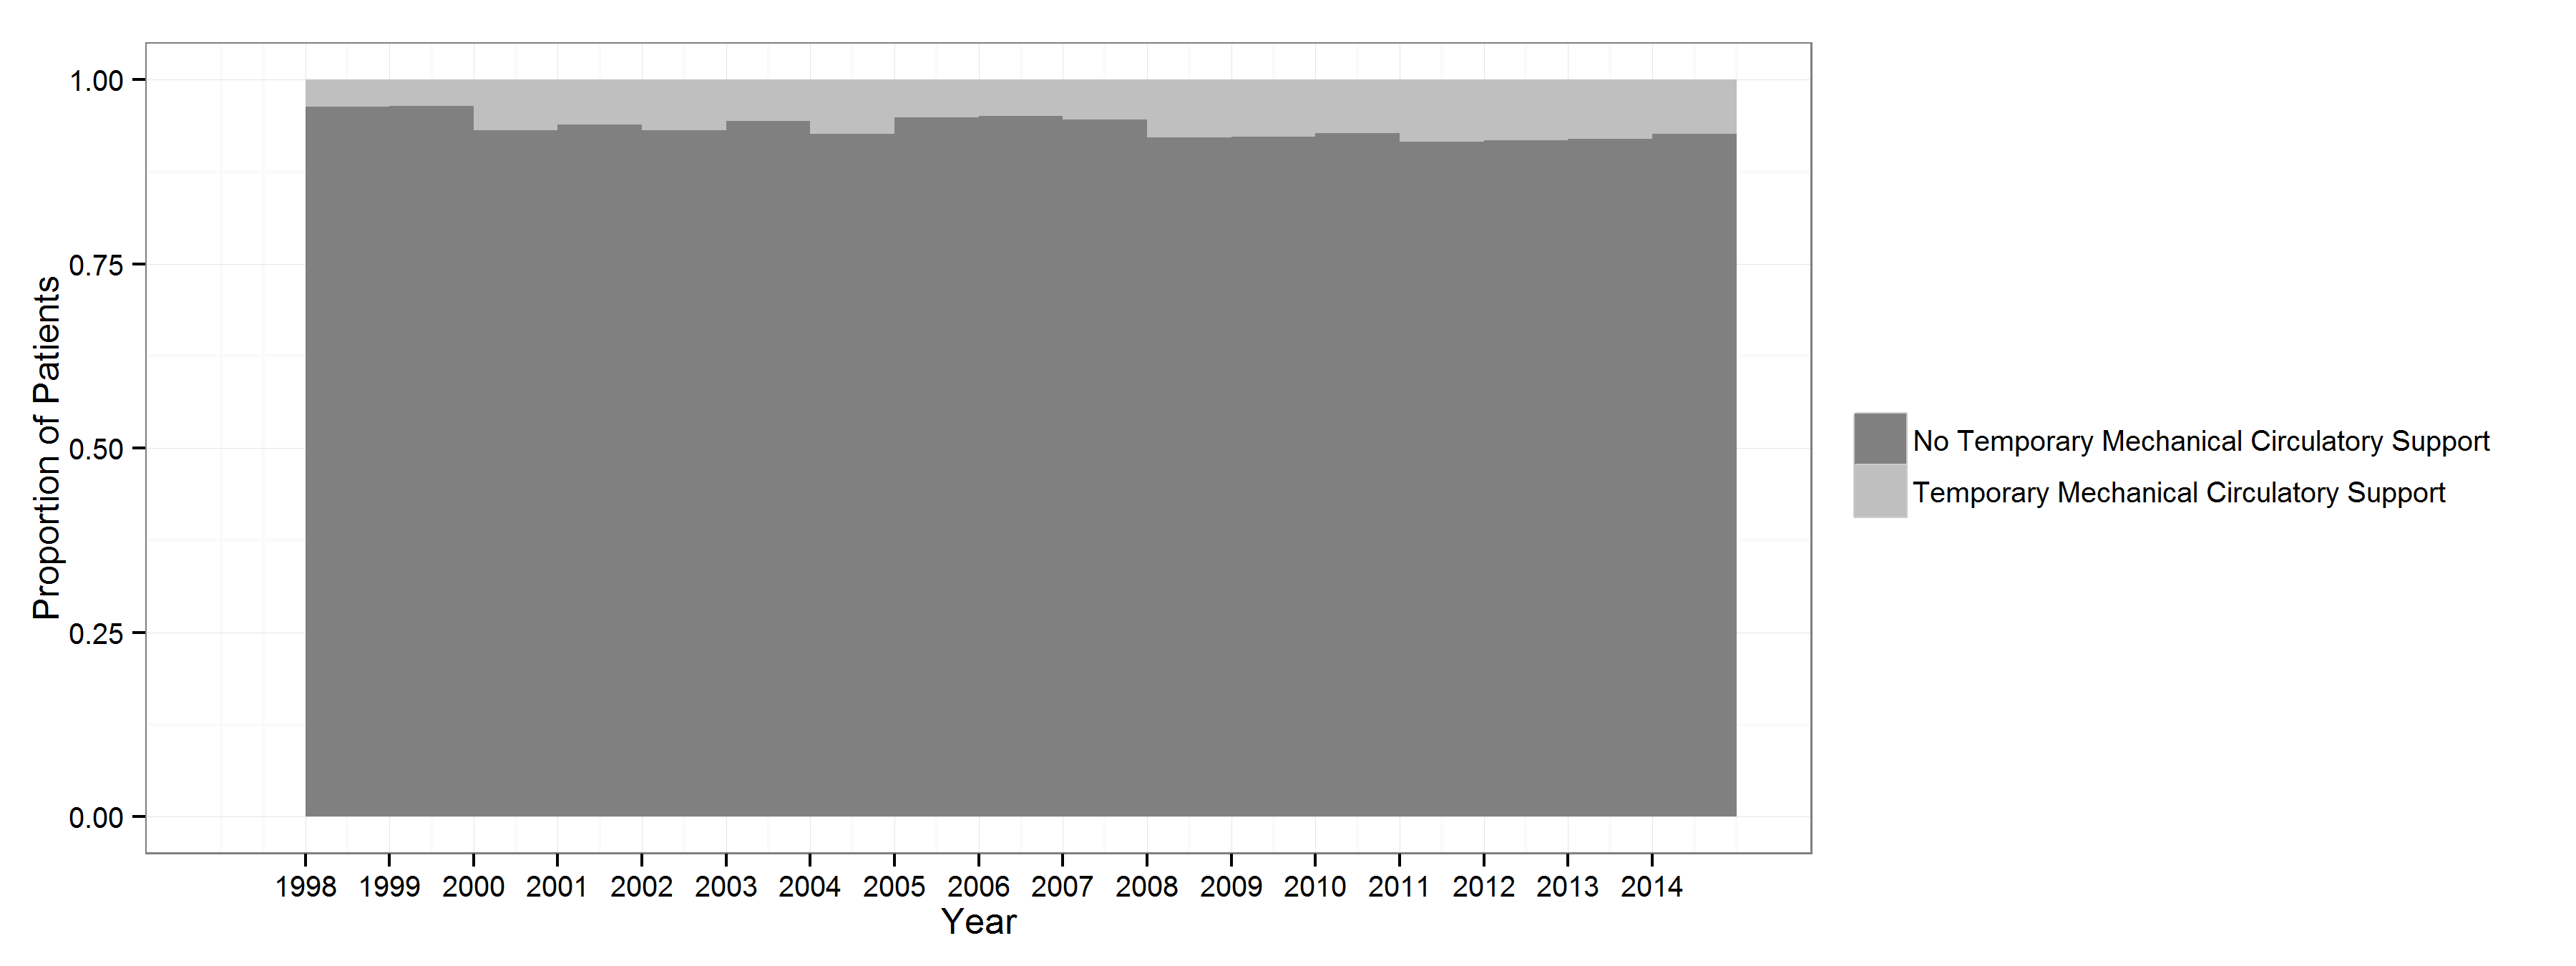 Proportion of Patients
1.00
0.75
0.50
0.25
0.00
1998 1999 2000 2001 2002 2003 2004 2005 2006 2007 2008 2009 2010 2011 2012 2013 2014
Year
No Temporary Mechanical Circulatory Support
Temporary Mechanical Circulatory Support